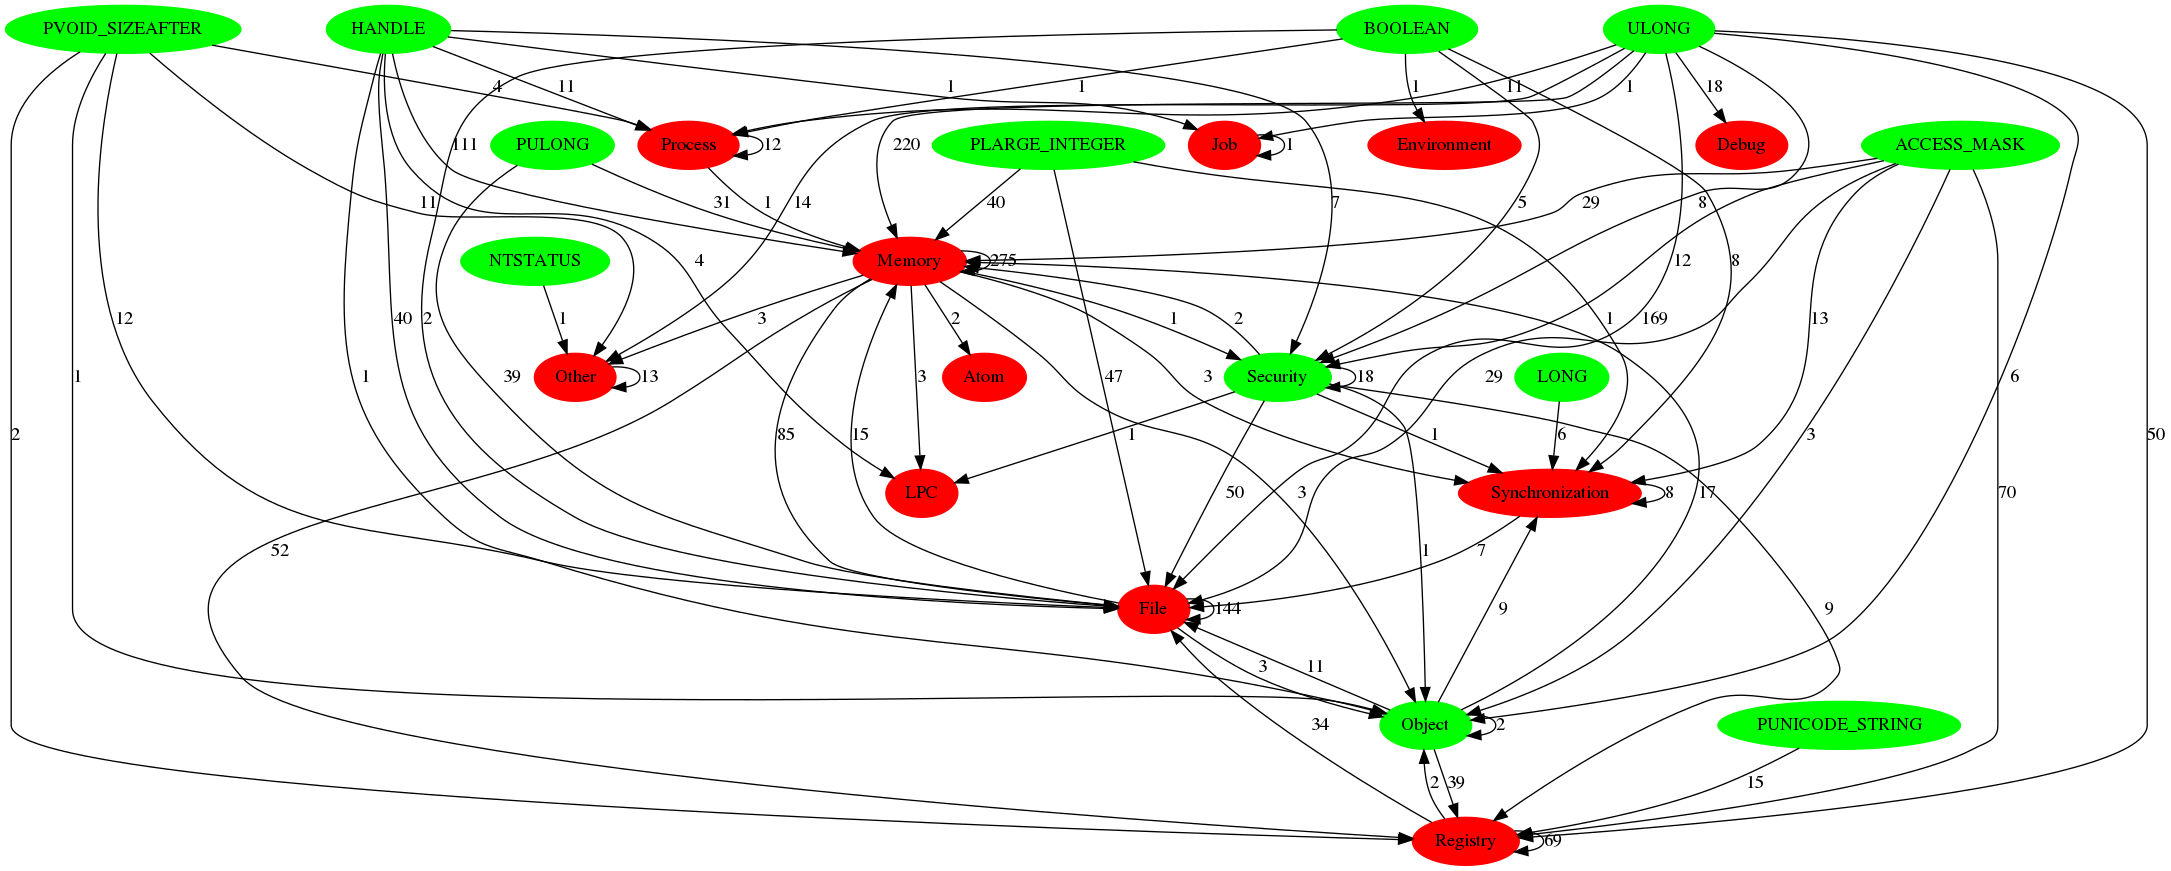 PVOID_SIZEAFTER HANDLE BOOLEAN ULONG
4 11 1 1 11 1 1 18
PULONG Process 12 PLARGE_INTEGER Job 1 Environment Debug ACCESS_MASK
111 220
11 31 1 14 40 7 5 8 29
NTSTATUS 4 Memory 275 12 8
1 12 1 40 2 1 3 2 1 2 1 169 13
1 39 Other 13 3 Atom 47 Security 18 29 LONG 6
2 85 15 1 1 6 3
LPC 50 3 Synchronization 8 17 70 50
52 1 7
File 144 9 9
3 11
Object 2 PUNICODE_STRING
34 2 39 15
Registry 69